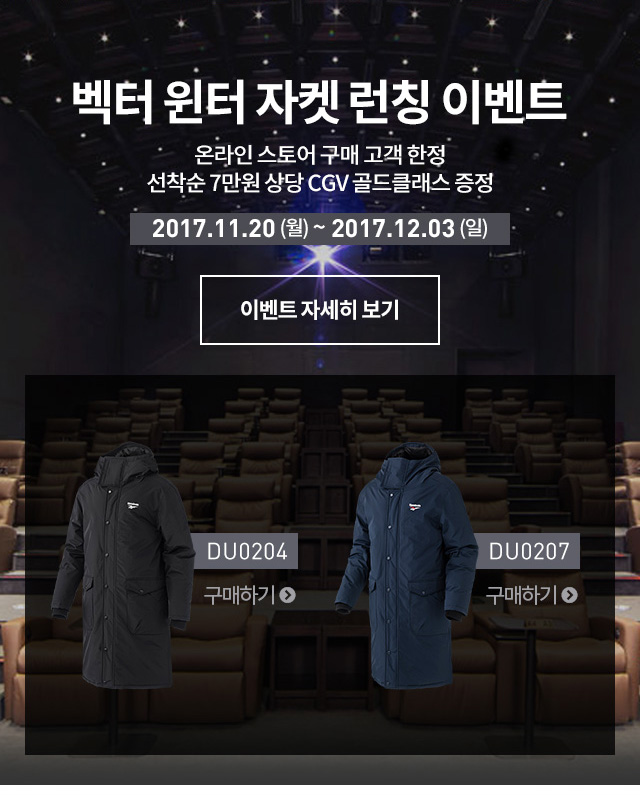 벡터 윈터 자켓 런칭 이벤트
온라인 스토어 구매 고객 한정
선착순 7만원 상당 CGV 골드클래스 증정
2017.11.20 (월) ~ 2017.12.03 (일)
이벤트 자세히 보기
Reebok
Reebok
DU0204
DU0207
구매하기
구매하기